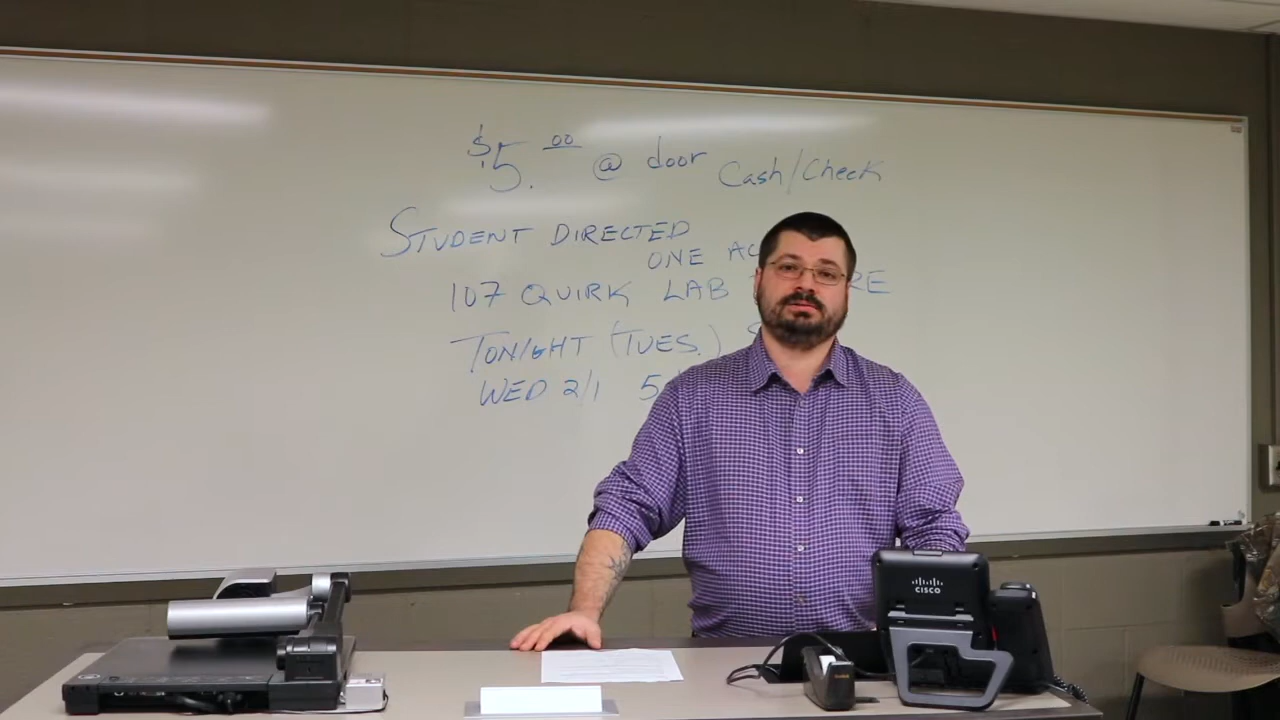 $5.00 @ door Cash/Check
STUDENT DIRECTED
ONE AC
107 QUIRK LAB T RE
TONIGHT (TUES.)
WED 2/1 5
CISCO